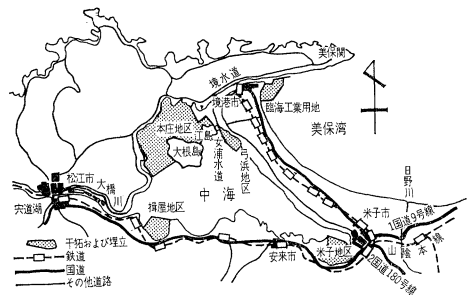 美保関
境水道
境港市
臨海工業用地
美保湾
本庄地区
江島
大根島
安浦水道
弓浜地区
中海
松江市
大橋川
宍道湖
揖屋地区
日野川
米子市
1国道9号線
山陰本線
安来市
米子地区
2国道180号線
干拓および埋立
鉄道
国道
その他道路